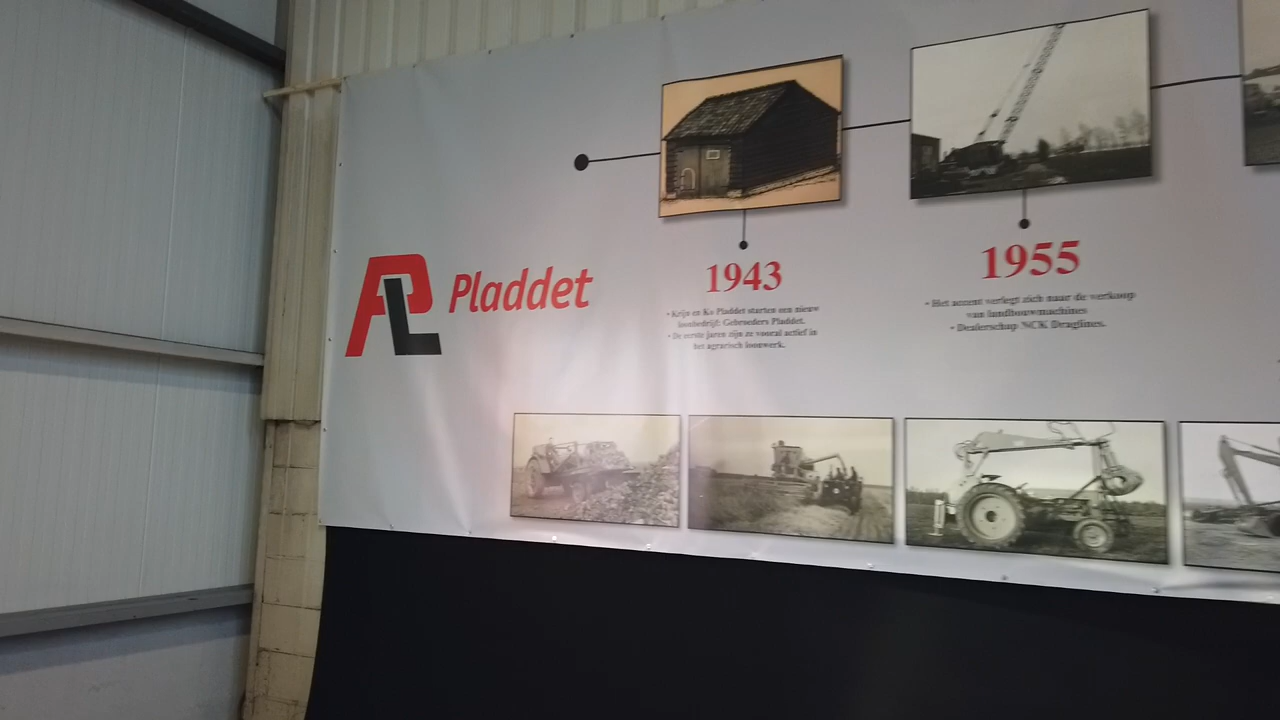 PL
Pladdet
1943
• Krijn en Ko Pladdet starten een nieuw
loonbedrijf: Gebroeders Pladdet.
• De eerste jaren zijn ze vooral actief in
het agrarisch loonwerk.
1955
• Het accent verlegt zich naar de verkoop
van landbouwmachines
• Dealerschap NCK Draglines.